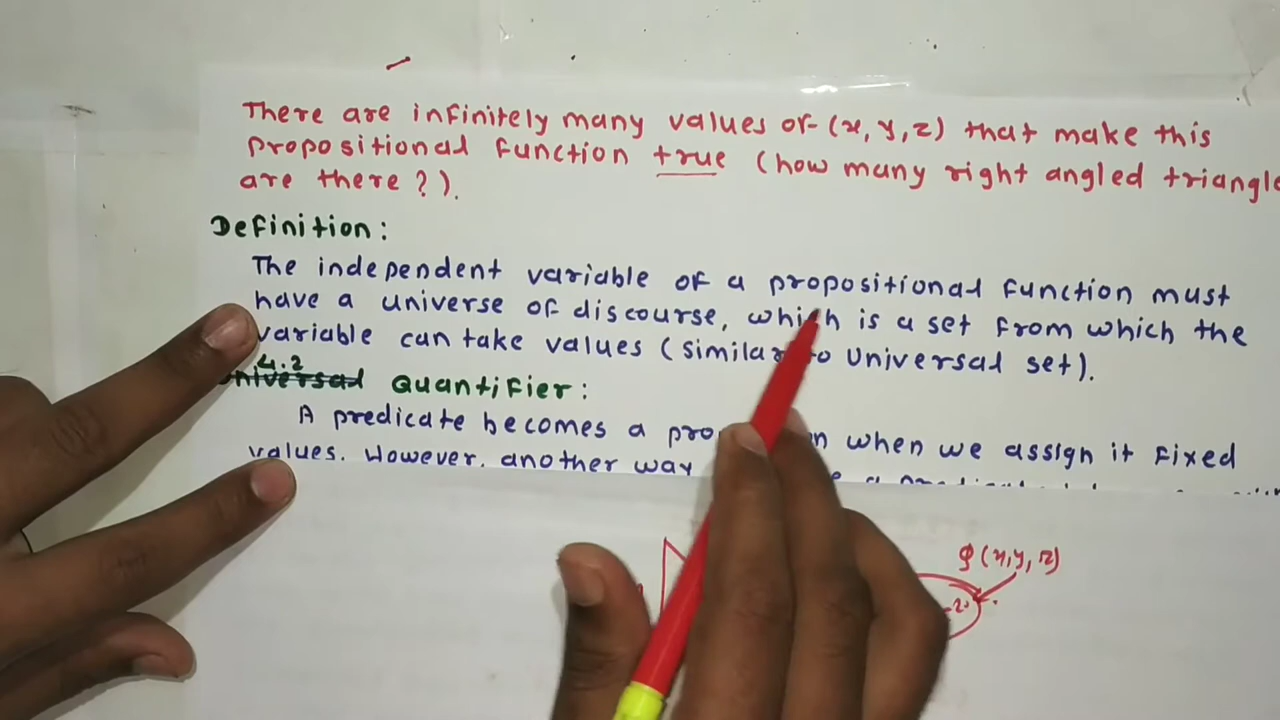 There are infinitely many values of (x, y, z) that make this
propositional function true (how many right angled triangle
are there?).
Definition:
The independent variable of a propositional function must
have a universe of discourse, which is a set from which the
variable can take values (similar to Universal set).
4.2
Universal Quantifier:
A predicate becomes a when we assign it fixed
values. However, another way
(x, y, z)